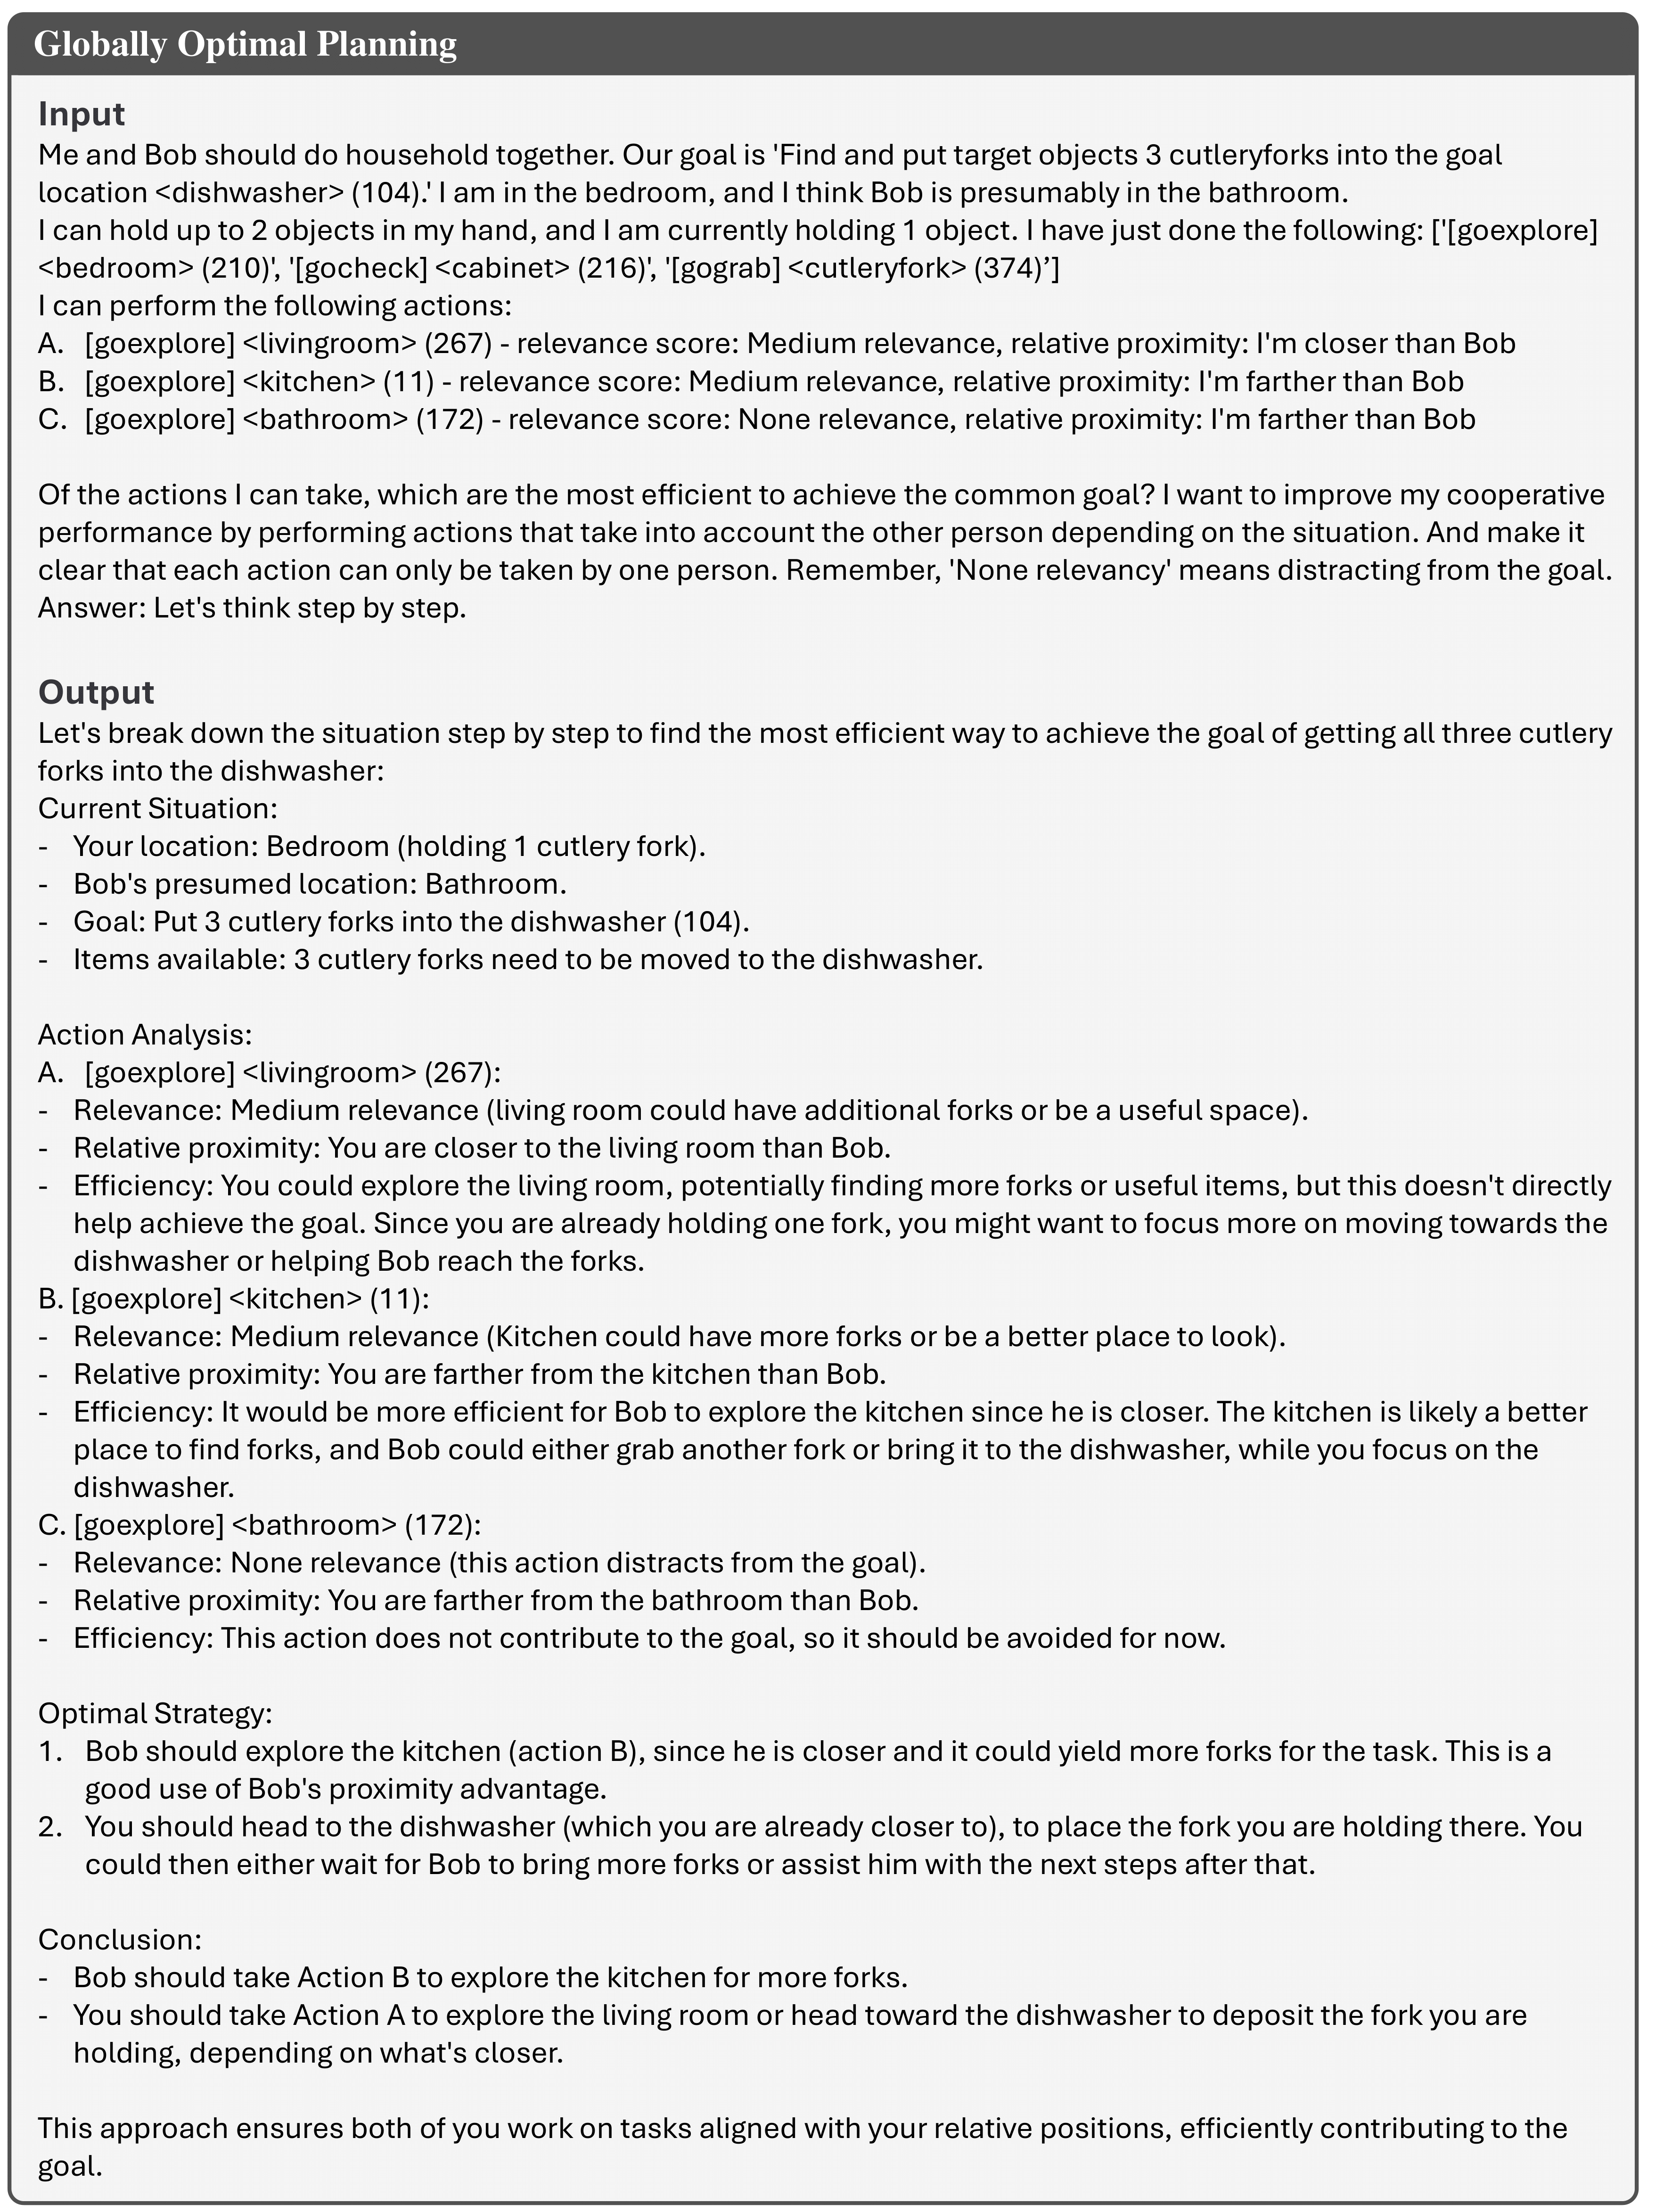 Globally Optimal Planning
Input
Me and Bob should do household together. Our goal is 'Find and put target objects 3 cutleryforks into the goal
location <dishwasher> (104).' I am in the bedroom, and I think Bob is presumably in the bathroom.
I can hold up to 2 objects in my hand, and I am currently holding 1 object. I have just done the following: ['[goexplore]
<bedroom> (210)', '[gocheck] <cabinet> (216)', '[gograb] <cutleryfork> (374)’]
I can perform the following actions:
A. [goexplore] <livingroom> (267) - relevance score: Medium relevance, relative proximity: I'm closer than Bob
B. [goexplore] <kitchen> (11) - relevance score: Medium relevance, relative proximity: I'm farther than Bob
C. [goexplore] <bathroom> (172) - relevance score: None relevance, relative proximity: I'm farther than Bob
Of the actions I can take, which are the most efficient to achieve the common goal? I want to improve my cooperative
performance by performing actions that take into account the other person depending on the situation. And make it
clear that each action can only be taken by one person. Remember, 'None relevancy' means distracting from the goal.
Answer: Let's think step by step.
Output
Let's break down the situation step by step to find the most efficient way to achieve the goal of getting all three cutlery
forks into the dishwasher:
Current Situation:
- Your location: Bedroom (holding 1 cutlery fork).
- Bob's presumed location: Bathroom.
- Goal: Put 3 cutlery forks into the dishwasher (104).
- Items available: 3 cutlery forks need to be moved to the dishwasher.
Action Analysis:
A. [goexplore] <livingroom> (267):
- Relevance: Medium relevance (living room could have additional forks or be a useful space).
- Relative proximity: You are closer to the living room than Bob.
- Efficiency: You could explore the living room, potentially finding more forks or useful items, but this doesn't directly
help achieve the goal. Since you are already holding one fork, you might want to focus more on moving towards the
dishwasher or helping Bob reach the forks.
B. [goexplore] <kitchen> (11):
- Relevance: Medium relevance (Kitchen could have more forks or be a better place to look).
- Relative proximity: You are farther from the kitchen than Bob.
- Efficiency: It would be more efficient for Bob to explore the kitchen since he is closer. The kitchen is likely a better
place to find forks, and Bob could either grab another fork or bring it to the dishwasher, while you focus on the
dishwasher.
C. [goexplore] <bathroom> (172):
- Relevance: None relevance (this action distracts from the goal).
- Relative proximity: You are farther from the bathroom than Bob.
- Efficiency: This action does not contribute to the goal, so it should be avoided for now.
Optimal Strategy:
1. Bob should explore the kitchen (action B), since he is closer and it could yield more forks for the task. This is a
good use of Bob's proximity advantage.
2. You should head to the dishwasher (which you are already closer to), to place the fork you are holding there. You
could then either wait for Bob to bring more forks or assist him with the next steps after that.
Conclusion:
- Bob should take Action B to explore the kitchen for more forks.
- You should take Action A to explore the living room or head toward the dishwasher to deposit the fork you are
holding, depending on what's closer.
This approach ensures both of you work on tasks aligned with your relative positions, efficiently contributing to the
goal.